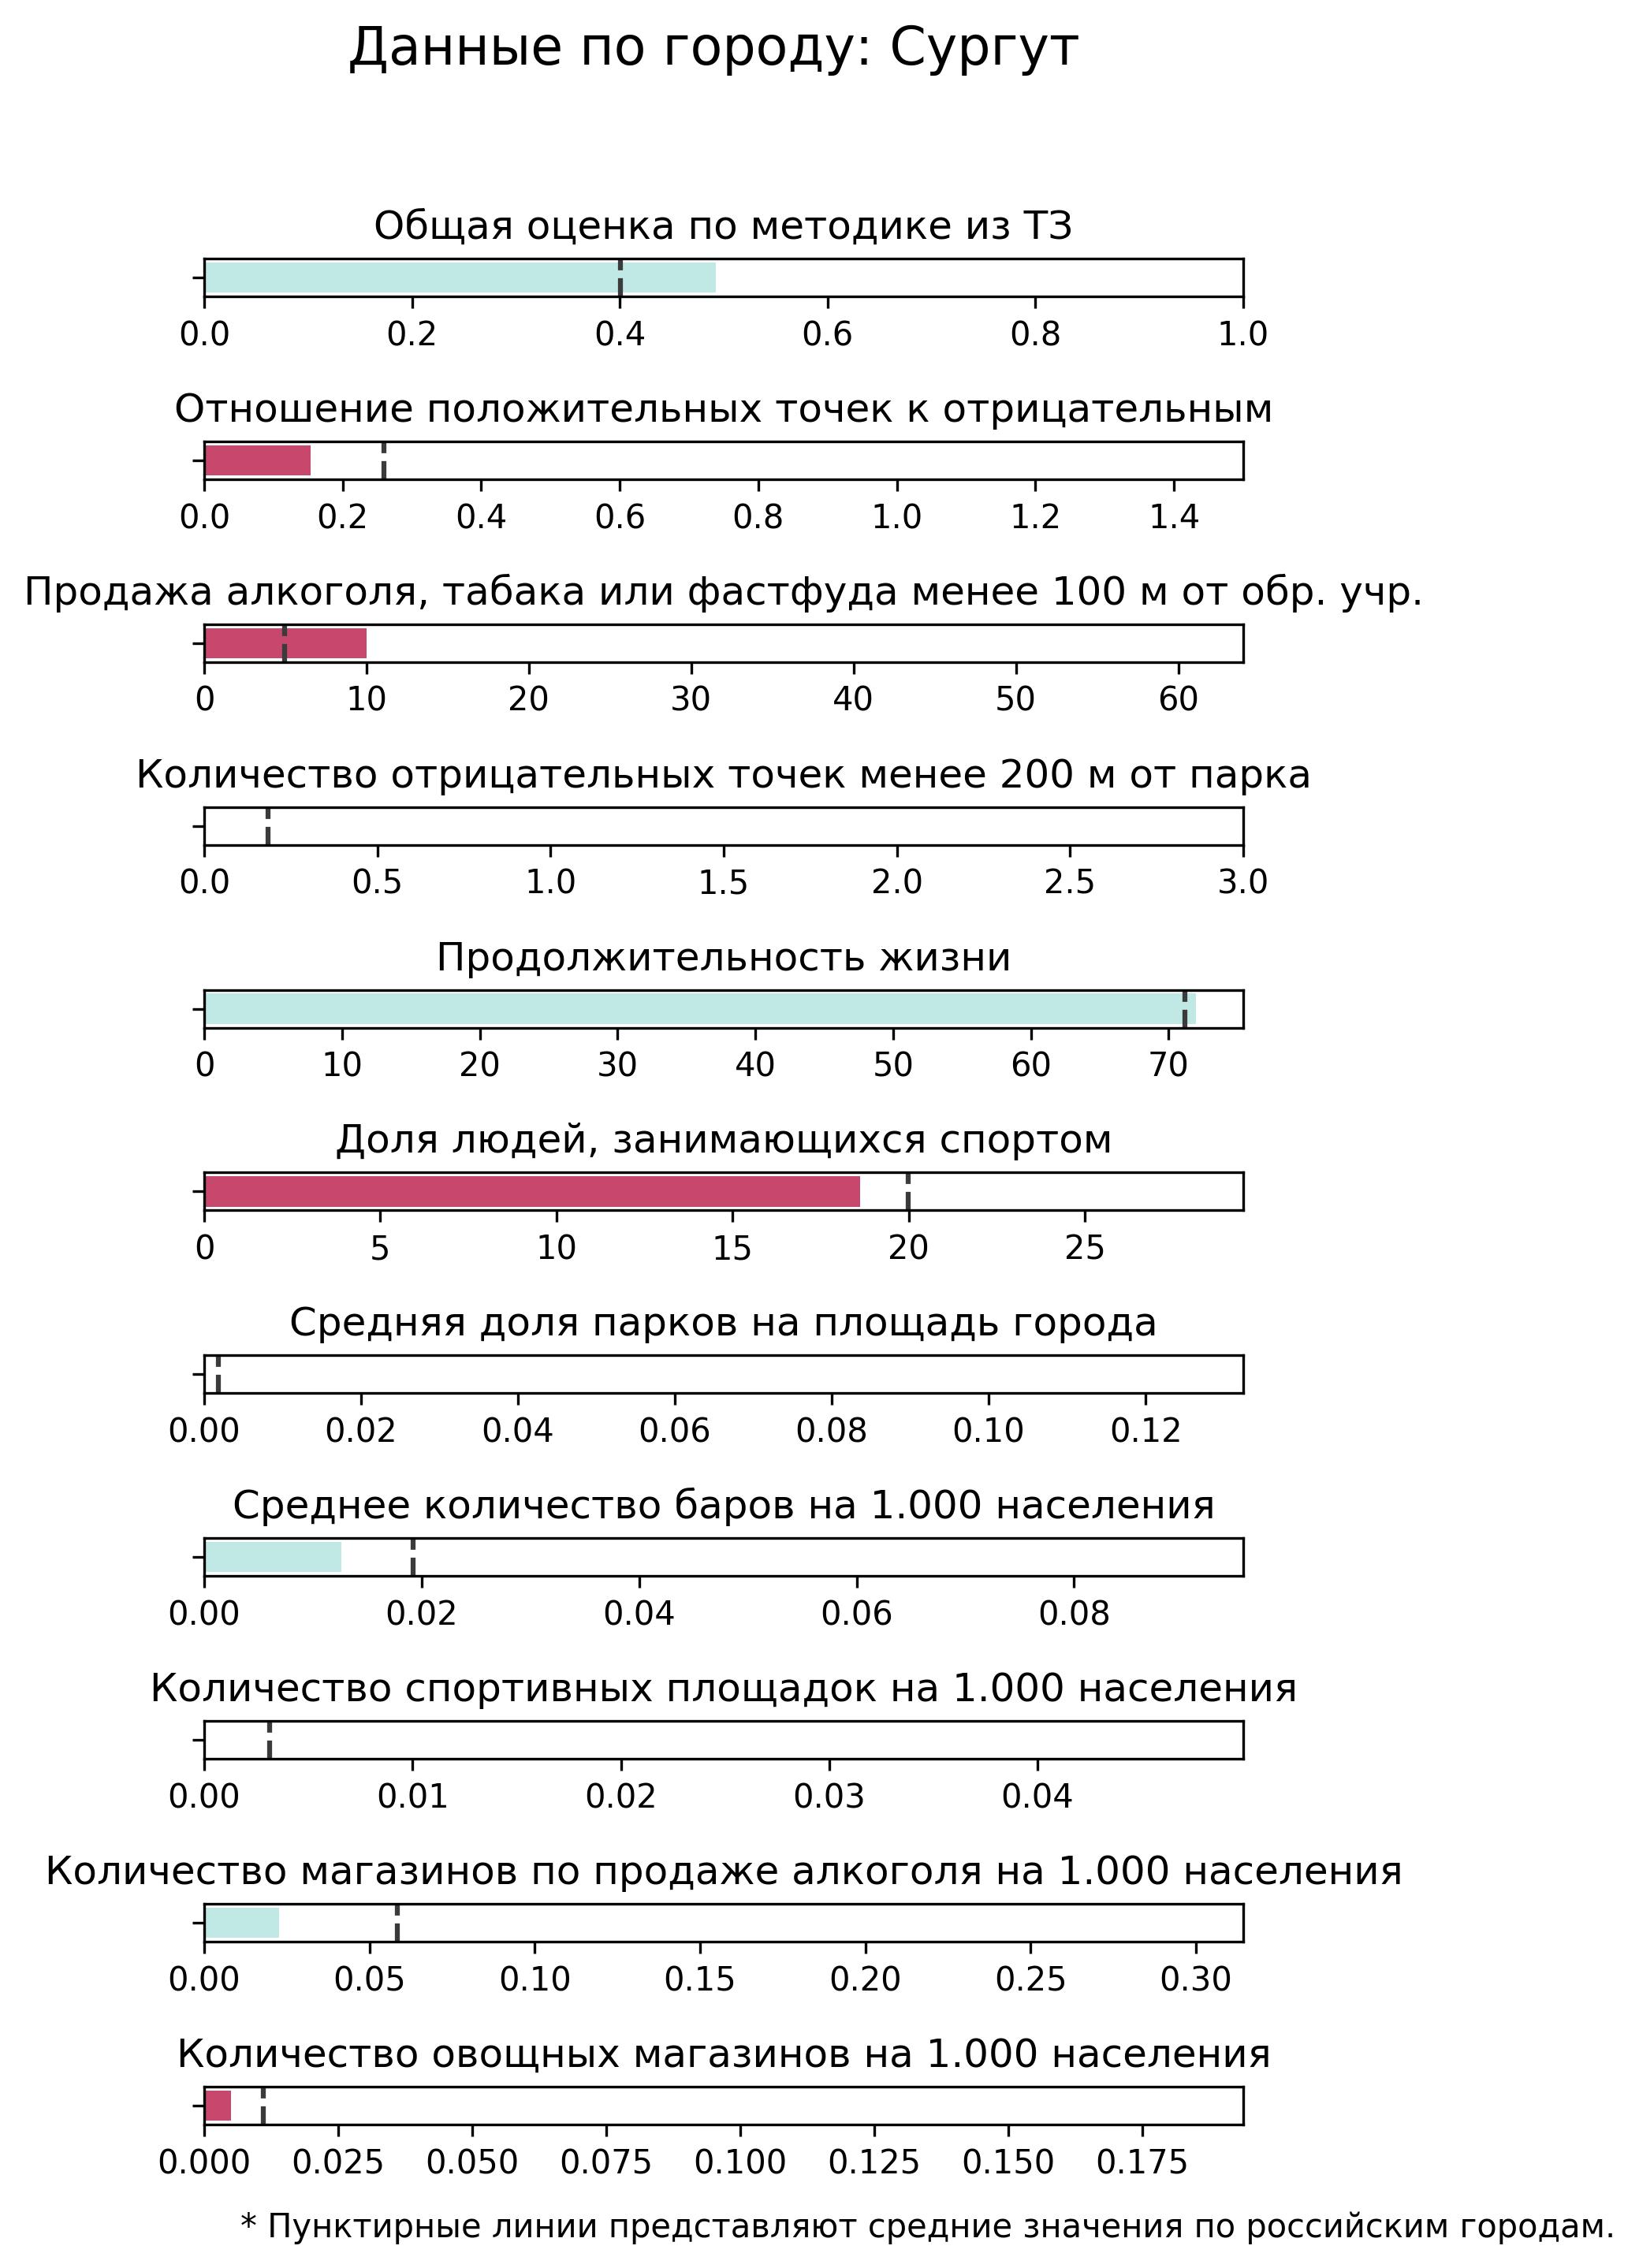 Данные по городу: Сургут
Общая оценка по методике из ТЗ
0.0 0.2 0.4 0.6 0.8 1.0
Отношение положительных точек к отрицательным
0.0 0.2 0.4 0.6 0.8 1.0 1.2 1.4
Продажа алкоголя, табака или фастфуда менее 100 м от обр. учр.
0 10 20 30 40 50 60
Количество отрицательных точек менее 200 м от парка
0.0 0.5 1.0 1.5 2.0 2.5 3.0
Продолжительность жизни
0 10 20 30 40 50 60 70
Доля людей, занимающихся спортом
0 5 10 15 20 25
Средняя доля парков на площадь города
0.00 0.02 0.04 0.06 0.08 0.10 0.12
Среднее количество баров на 1.000 населения
0.00 0.02 0.04 0.06 0.08
Количество спортивных площадок на 1.000 населения
0.00 0.01 0.02 0.03 0.04
Количество магазинов по продаже алкоголя на 1.000 населения
0.00 0.05 0.10 0.15 0.20 0.25 0.30
Количество овощных магазинов на 1.000 населения
0.000 0.025 0.050 0.075 0.100 0.125 0.150 0.175
* Пунктирные линии представляют средние значения по российским городам.